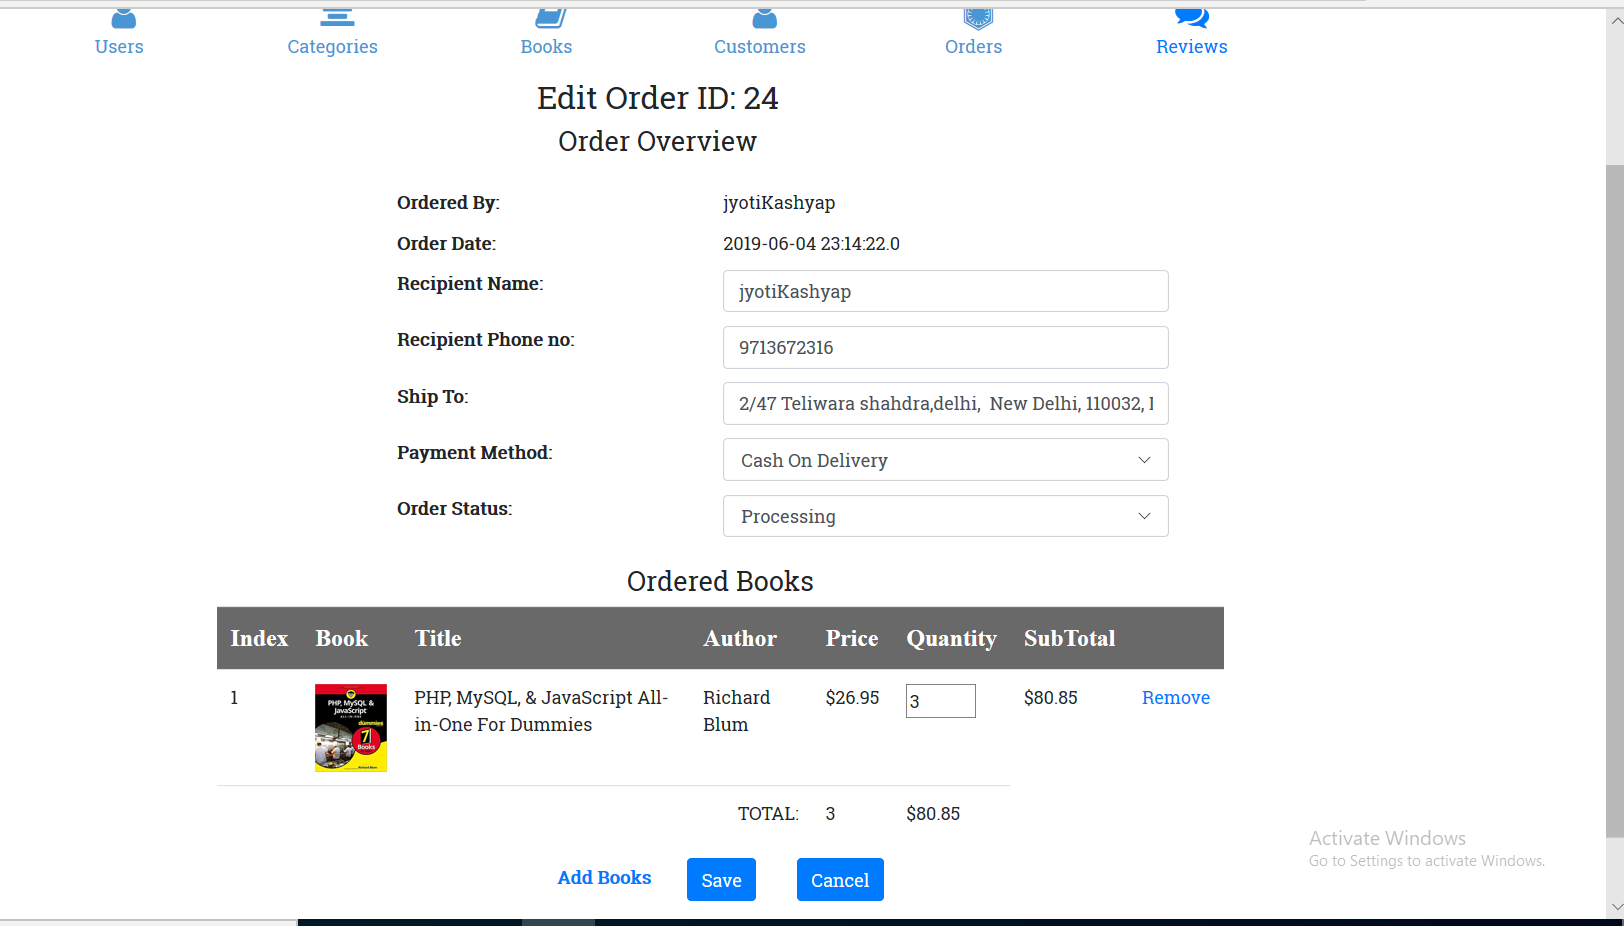 Users Categories Books Customers Orders Reviews
Edit Order ID: 24
Order Overview
Ordered By: jyotiKashyap
Order Date: 2019-06-04 23:14:22.0
Recipient Name: jyotiKashyap
Recipient Phone no: 9713672316
Ship To: 2/47 Teliwara shahdra,delhi,  New Delhi, 110032,
Payment Method: Cash On Delivery
Order Status: Processing
Ordered Books
Index Book Title Author Price Quantity SubTotal
1 PHP, MySQL, & JavaScript All- Richard $26.95 3 $80.85 Remove
in-One For Dummies Blum
PHP, MySQL &
JavaScript
ALL-IN-ONE
dummies
7
Books
Richard Blum
TOTAL: 3 $80.85
Add Books Save Cancel
Activate Windows
Go to Settings to activate Windows.